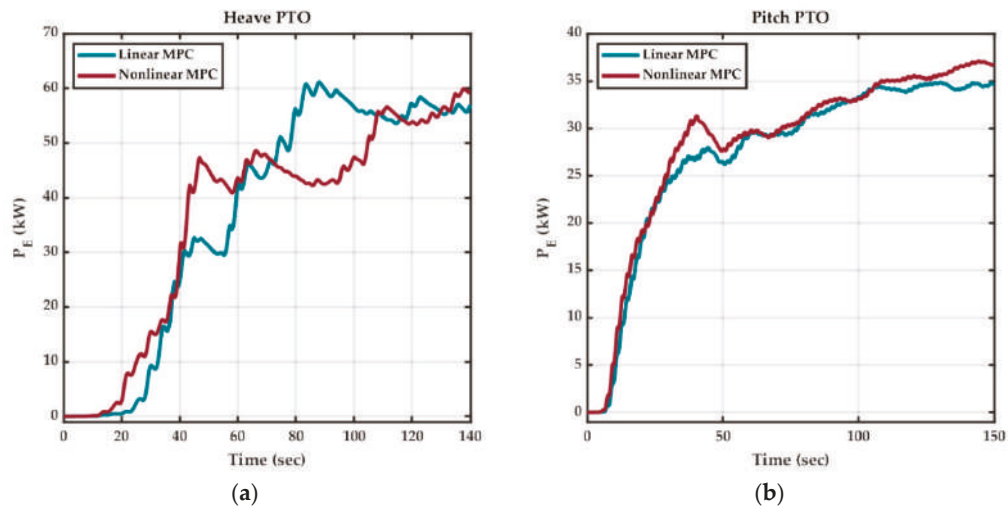 Heave PTO
70
60
50
40
30
20
10
0
P_E (kW)
Linear MPC
Nonlinear MPC
0 20 40 60 80 100 120 140
Time (sec)
(a)
Pitch PTO
40
35
30
25
20
15
10
5
0
P_E (kW)
Linear MPC
Nonlinear MPC
0 50 100 150
Time (sec)
(b)